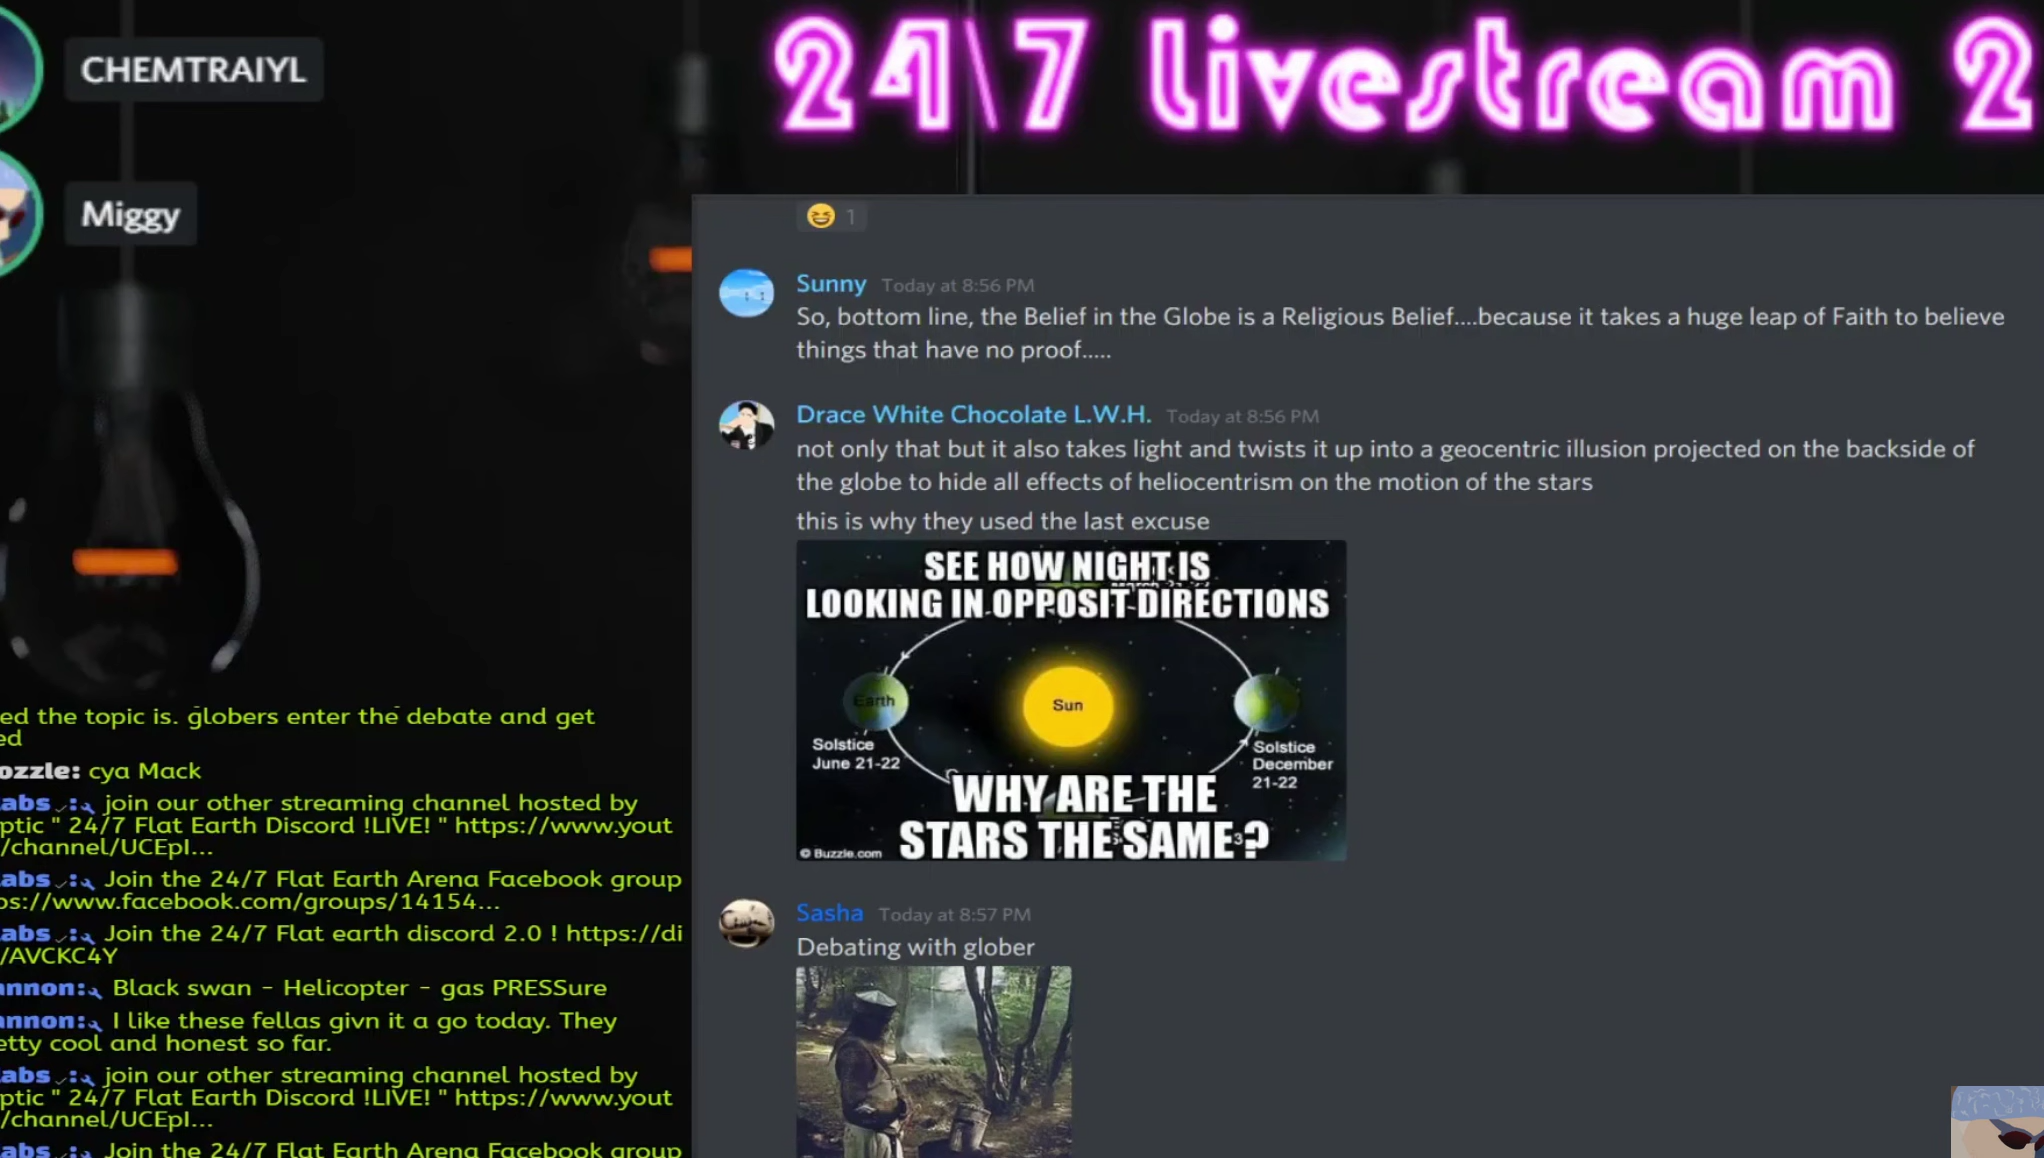 CHEMTRAIYL
Miggy
24\7 Livestream 2
1
Sunny Today at 8:56 PM
So, bottom line, the Belief in the Globe is a Religious Belief....because it takes a huge leap of Faith to believe
things that have no proof.....
Drace White Chocolate L.W.H. Today at 8:56 PM
not only that but it also takes light and twists it up into a geocentric illusion projected on the backside of
the globe to hide all effects of heliocentrism on the motion of the stars
this is why they used the last excuse
SEE HOW NIGHT IS
LOOKING IN OPPOSIT DIRECTIONS
Earth
Sun
Solstice
June 21-22
Solstice
December
21-22
WHY ARE THE
STARS THE SAME?
© Buzzle.com
Sasha Today at 8:57 PM
Debating with glober
ed the topic is. globers enter the debate and get
ed
ozzle: cya Mack
abs join our other streaming channel hosted by
ptic " 24/7 Flat Earth Discord !LIVE! " https://www.yout
/channel/UCEpI...
abs Join the 24/7 Flat Earth Arena Facebook group
ps://www.facebook.com/groups/14154...
abs Join the 24/7 Flat earth discord 2.0 ! https://di
/AVCKC4Y
annon: Black swan - Helicopter - gas PRESSure
annon: I like these fellas givn it a go today. They
etty cool and honest so far.
abs join our other streaming channel hosted by
ptic " 24/7 Flat Earth Discord !LIVE! " https://www.yout
/channel/UCEpI...
abs Join the 24/7 Flat Earth Arena Facebook group